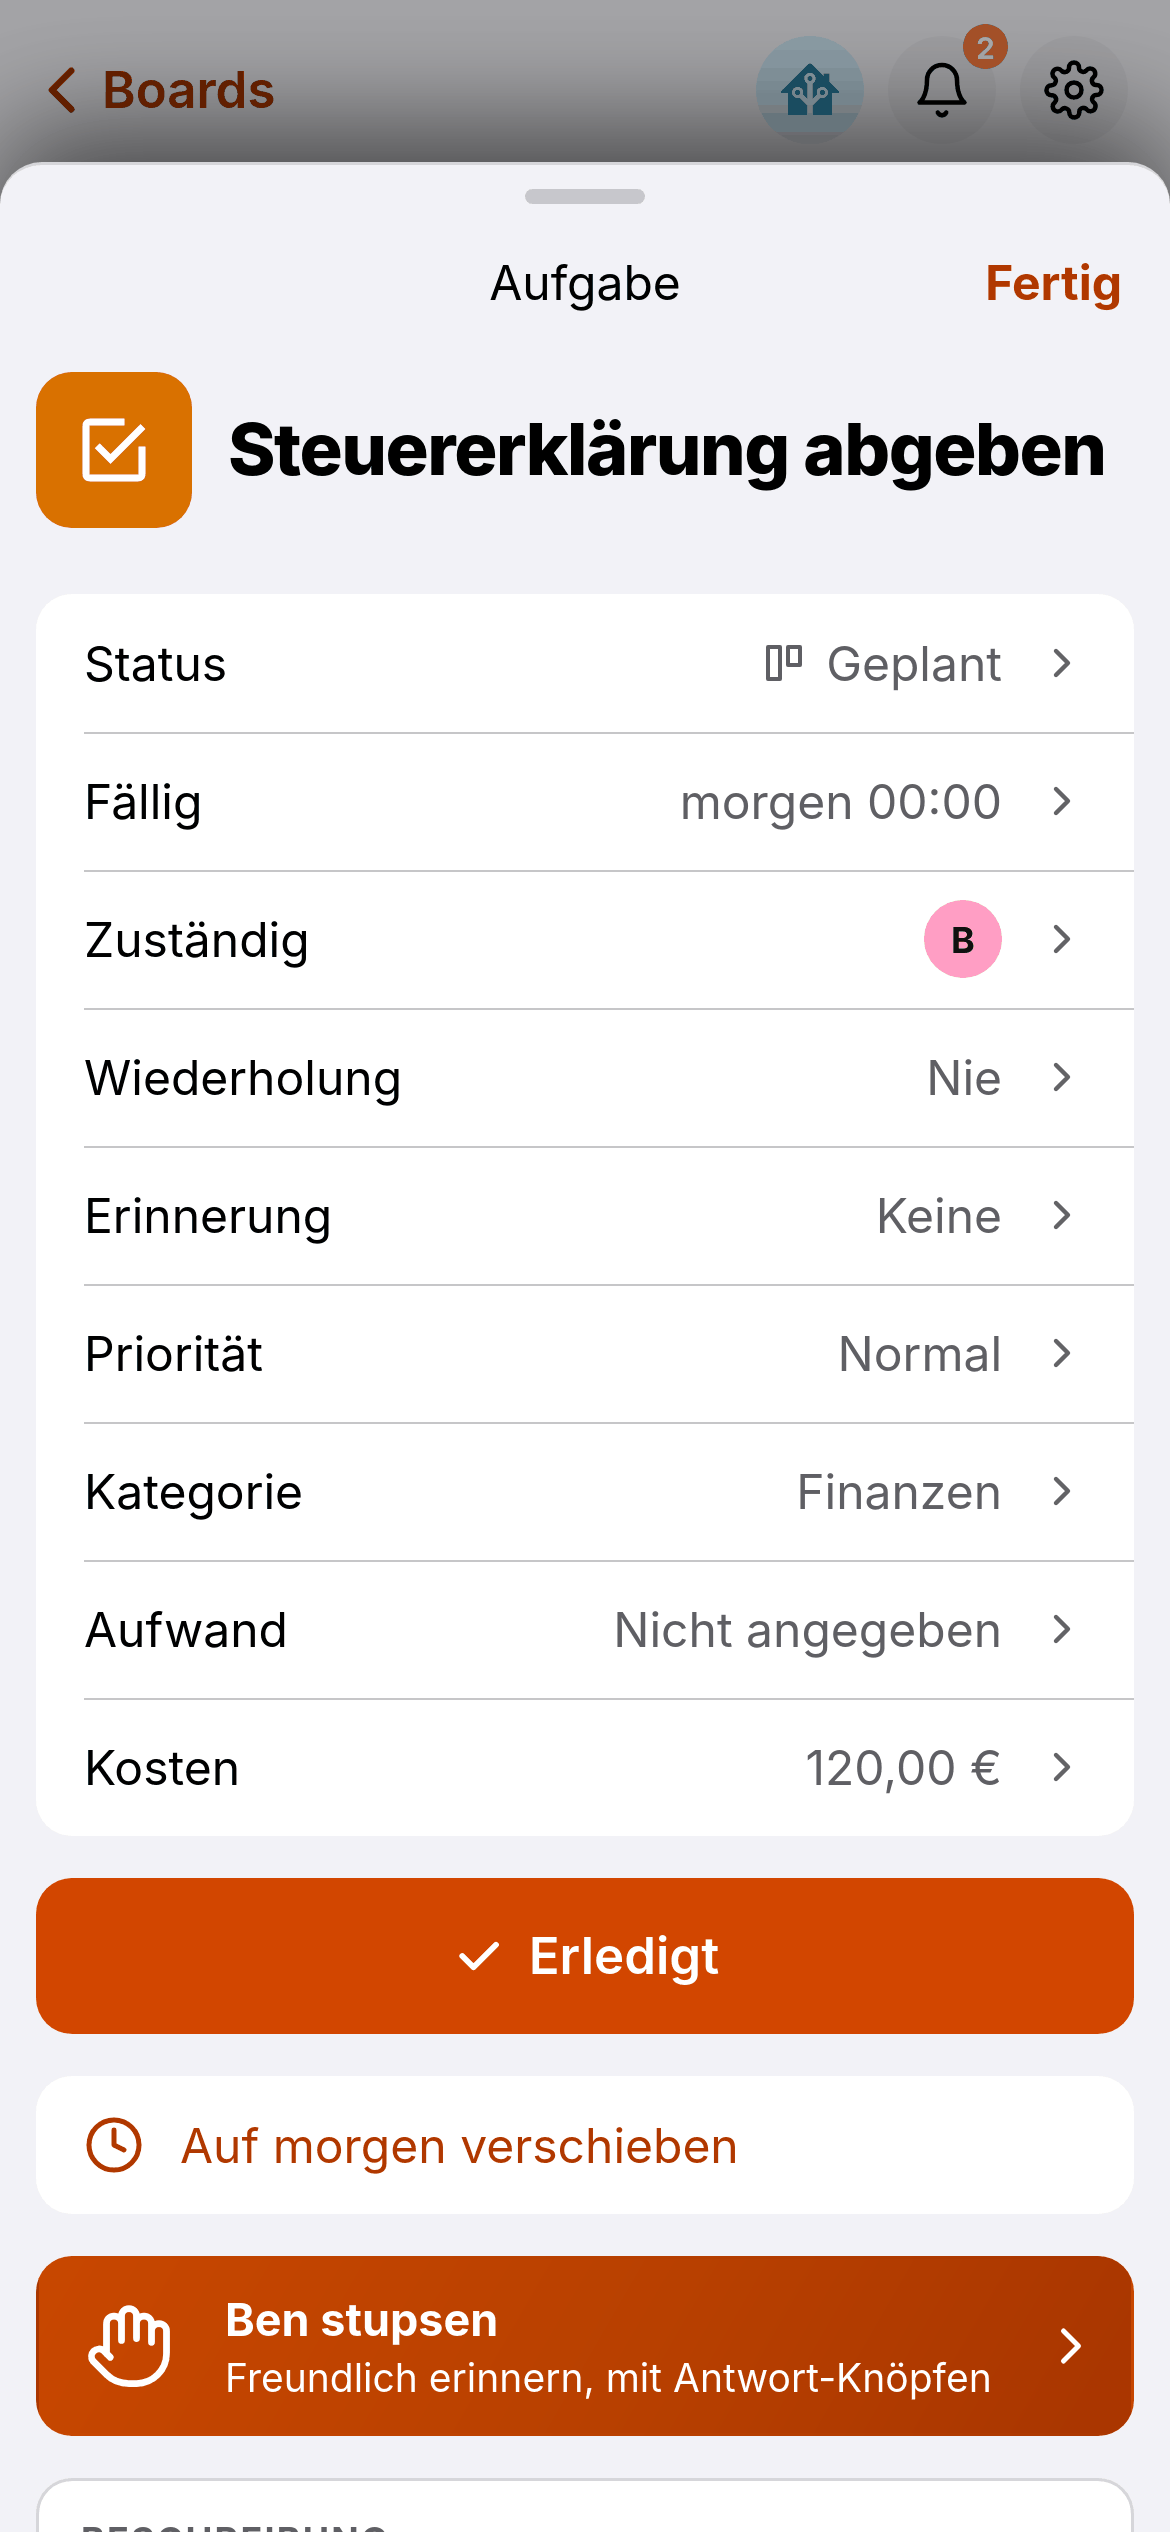 Boards
2
Aufgabe
Fertig
Steuererklärung abgeben
Status
Geplant
Fällig
morgen 00:00
Zuständig
B
Wiederholung
Nie
Erinnerung
Keine
Priorität
Normal
Kategorie
Finanzen
Aufwand
Nicht angegeben
Kosten
120,00 €
Erledigt
Auf morgen verschieben
Ben stupsen
Freundlich erinnern, mit Antwort-Knöpfen
BESCHREIBUNG